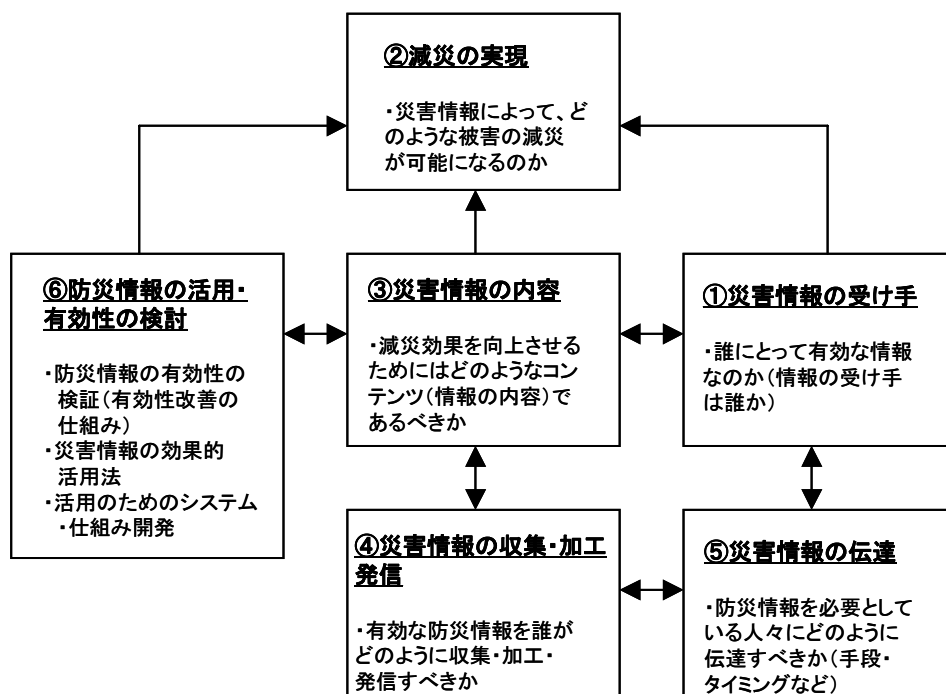 ②減災の実現
・災害情報によって、ど
のような被害の減災
が可能になるのか
⑥防災情報の活用・
有効性の検討
・防災情報の有効性の
検証(有効性改善の
仕組み)
・災害情報の効果的
活用法
・活用のためのシステム
・仕組み開発
③災害情報の内容
・減災効果を向上させる
ためにはどのようなコン
テンツ(情報の内容)で
あるべきか
①災害情報の受け手
・誰にとって有効な情報
なのか(情報の受け手
は誰か)
④災害情報の収集・加工
発信
・有効な防災情報を誰が
どのように収集・加工・
発信すべきか
⑤災害情報の伝達
・防災情報を必要として
いる人々にどのように
伝達すべきか(手段・
タイミングなど)